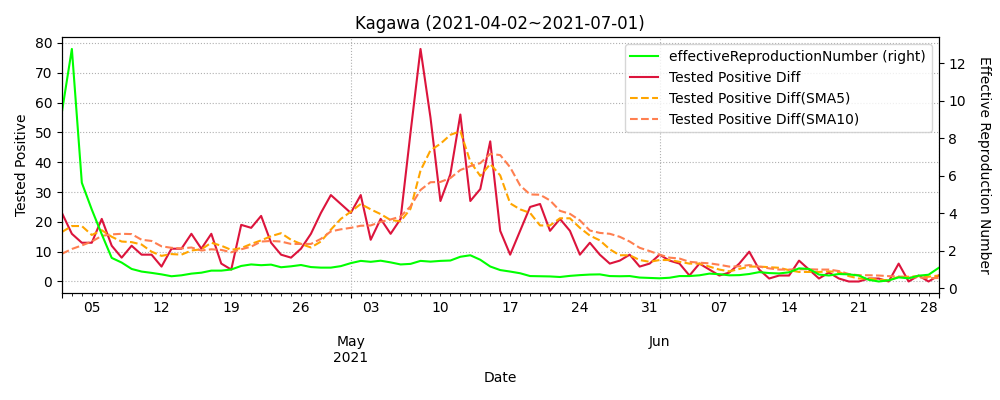 Kagawa (2021-04-02~2021-07-01)
effectiveReproductionNumber (right)
Tested Positive Diff
Tested Positive Diff(SMA5)
Tested Positive Diff(SMA10)
Tested Positive
80
70
60
50
40
30
20
10
0
Effective Reproduction Number
12
10
8
6
4
2
0
05 12 19 26 03 10 17 24 31 07 14 21 28
May Jun
2021
Date